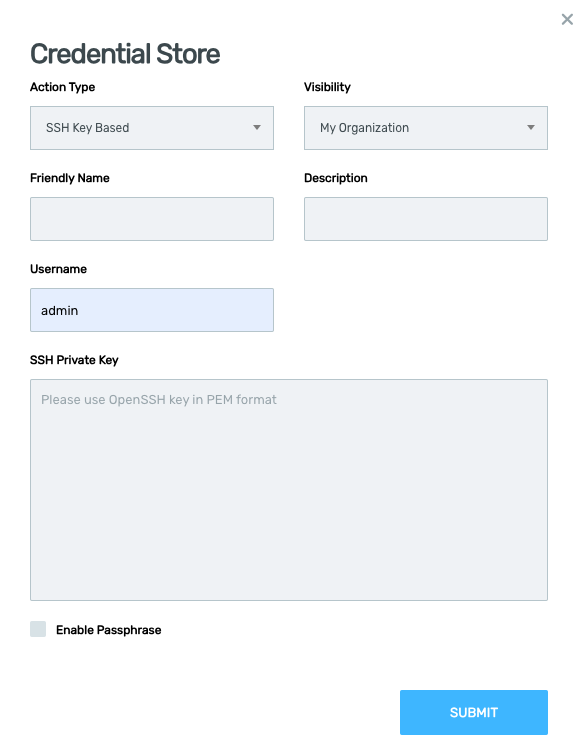 Credential Store
Action Type
Visibility
SSH Key Based
My Organization
Friendly Name
Description
Username
admin
SSH Private Key
Please use OpenSSH key in PEM format
Enable Passphrase
SUBMIT